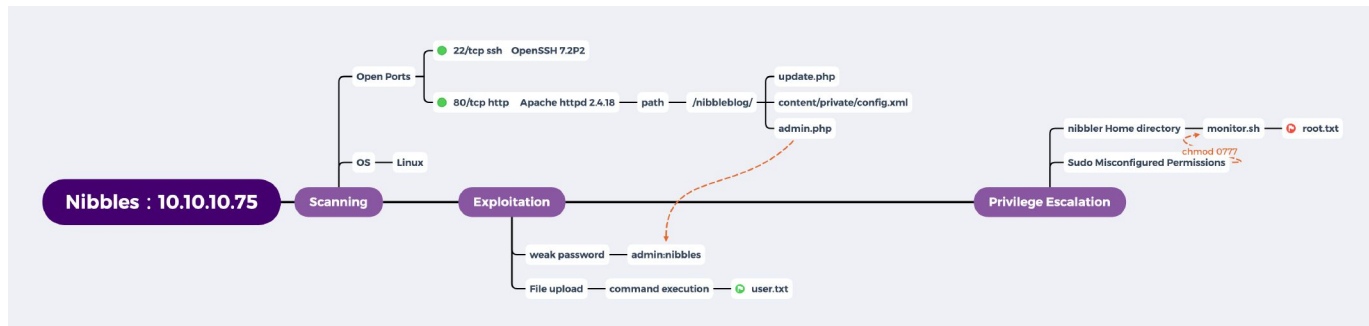 Nibbles : 10.10.10.75
Scanning
Open Ports
22/tcp ssh OpenSSH 7.2P2
80/tcp http Apache httpd 2.4.18
path
/nibbleblog/
update.php
content/private/config.xml
admin.php
OS
Linux
Exploitation
weak password
admin:nibbles
File upload
command execution
user.txt
Privilege Escalation
nibbler Home directory
monitor.sh
root.txt
chmod 0777
Sudo Misconfigured Permissions